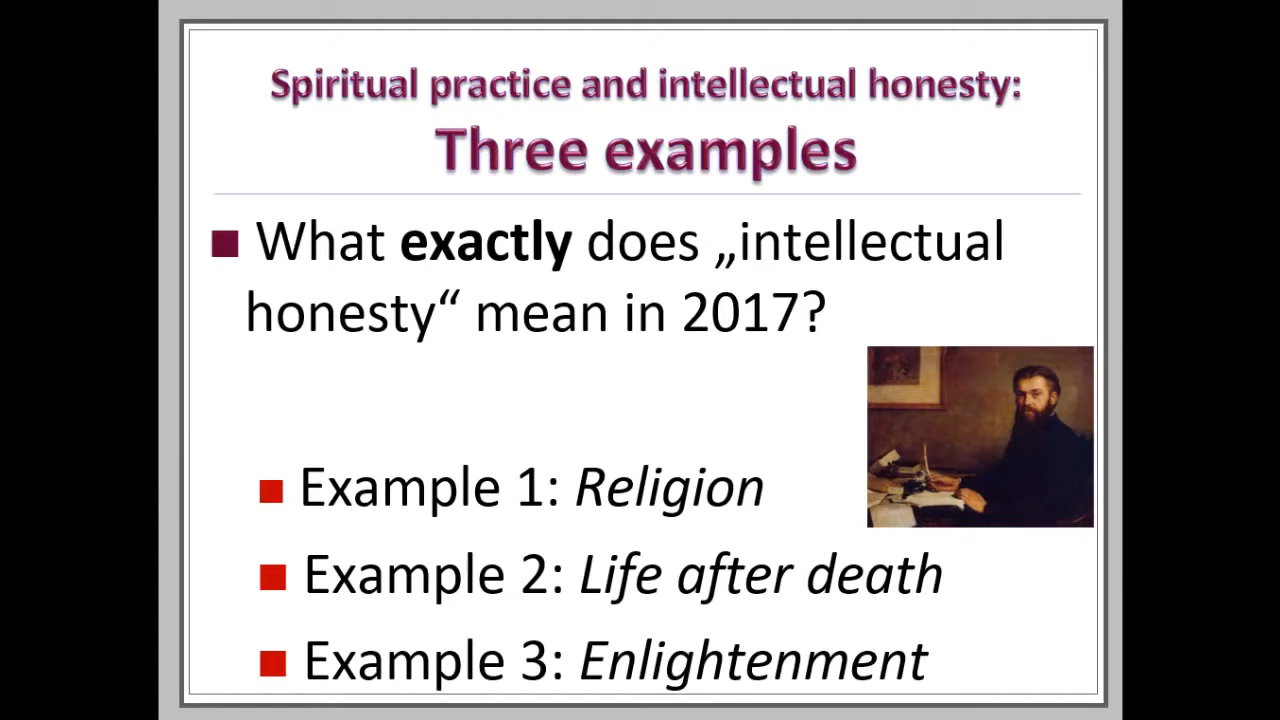 Spiritual practice and intellectual honesty:
Three examples
What exactly does „intellectual
honesty“ mean in 2017?
Example 1: Religion
Example 2: Life after death
Example 3: Enlightenment